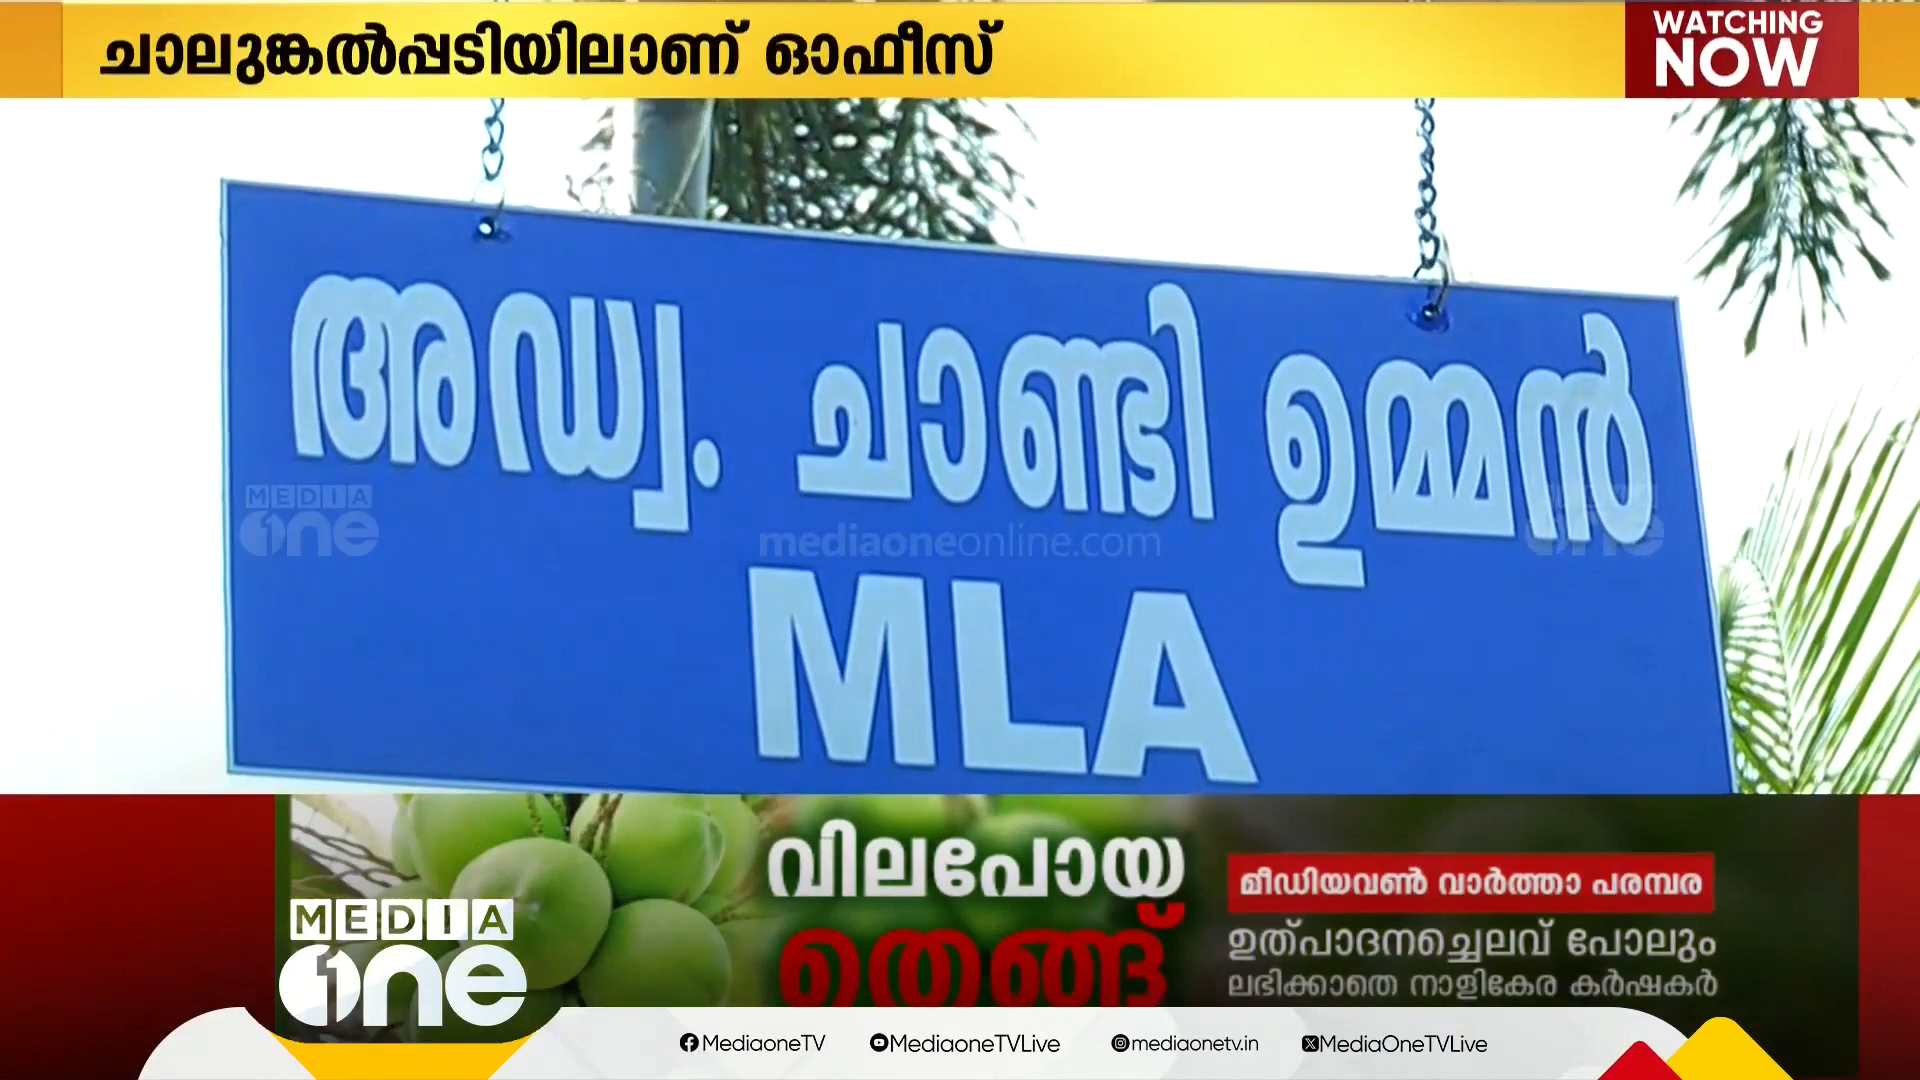 ചാലുങ്കൽപ്പടിയിലാണ് ഓഫീസ്
WATCHING
NOW
അഡ്വ. ചാണ്ടി ഉമ്മൻ
MLA
MEDIA
one
mediaoneonline.com
വിലപോയ
തെങ്ങ്
മീഡിയവൺ വാർത്താ പരമ്പര
ഉത്പാദനച്ചെലവ് പോലും
ലഭിക്കാതെ നാളികേര കർഷകർ
MEDIA
one
MediaoneTV
MediaoneTVLive
mediaonetv.in
MediaOneTVLive